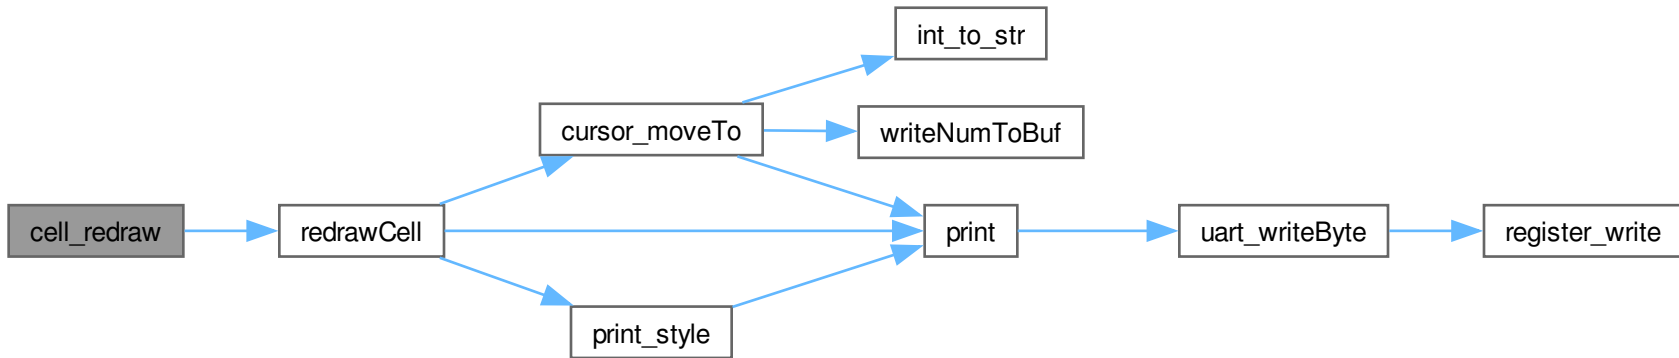 int_to_str
cursor_moveTo
writeNumToBuf
cell_redraw
redrawCell
print
uart_writeByte
register_write
print_style